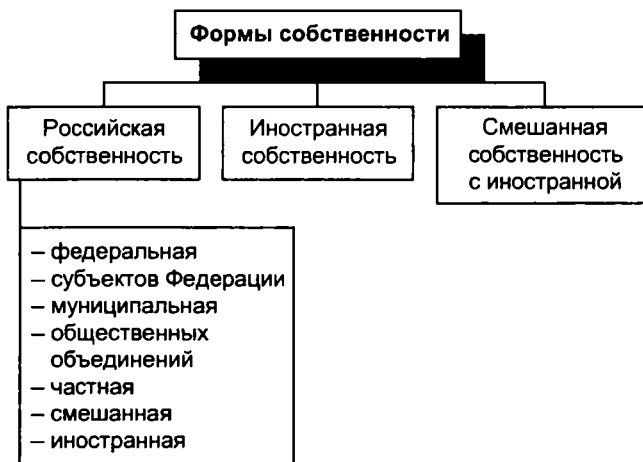 Формы собственности
Российская
собственность
Иностранная
собственность
Смешанная
собственность
с иностранной
– федеральная
– субъектов Федерации
– муниципальная
– общественных
объединений
– частная
– смешанная
– иностранная